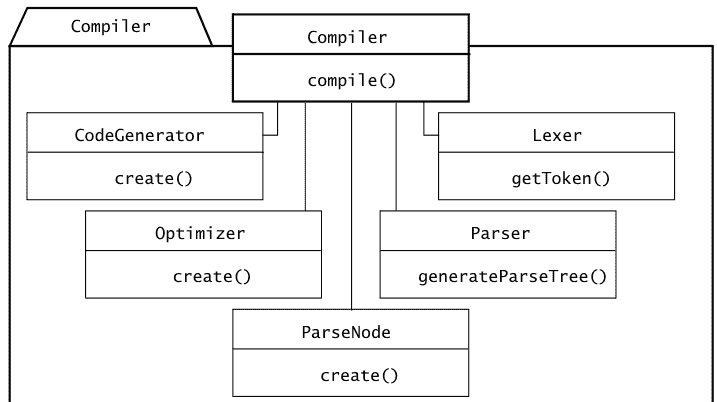 Compiler
Compiler
compile()
CodeGenerator
create()
Lexer
getToken()
Optimizer
create()
Parser
generateParseTree()
ParseNode
create()